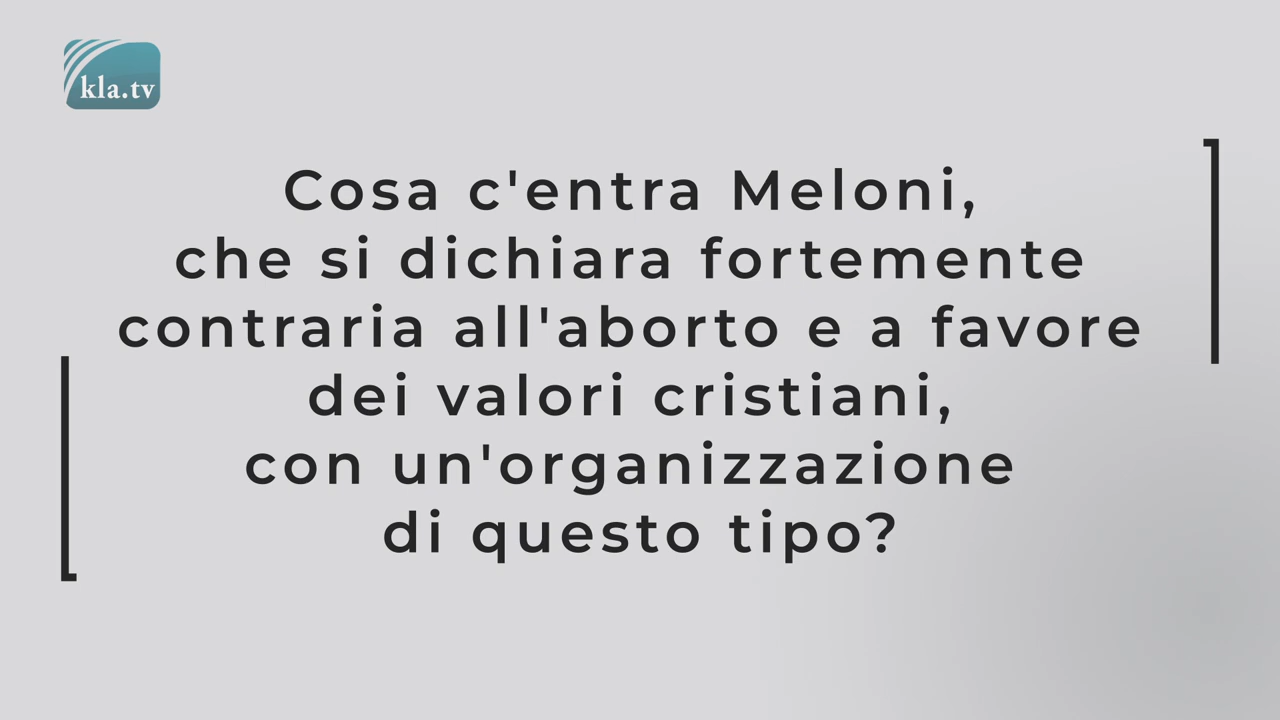 kla.tv
Cosa c'entra Meloni,
che si dichiara fortemente
contraria all'aborto e a favore
dei valori cristiani,
con un'organizzazione
di questo tipo?